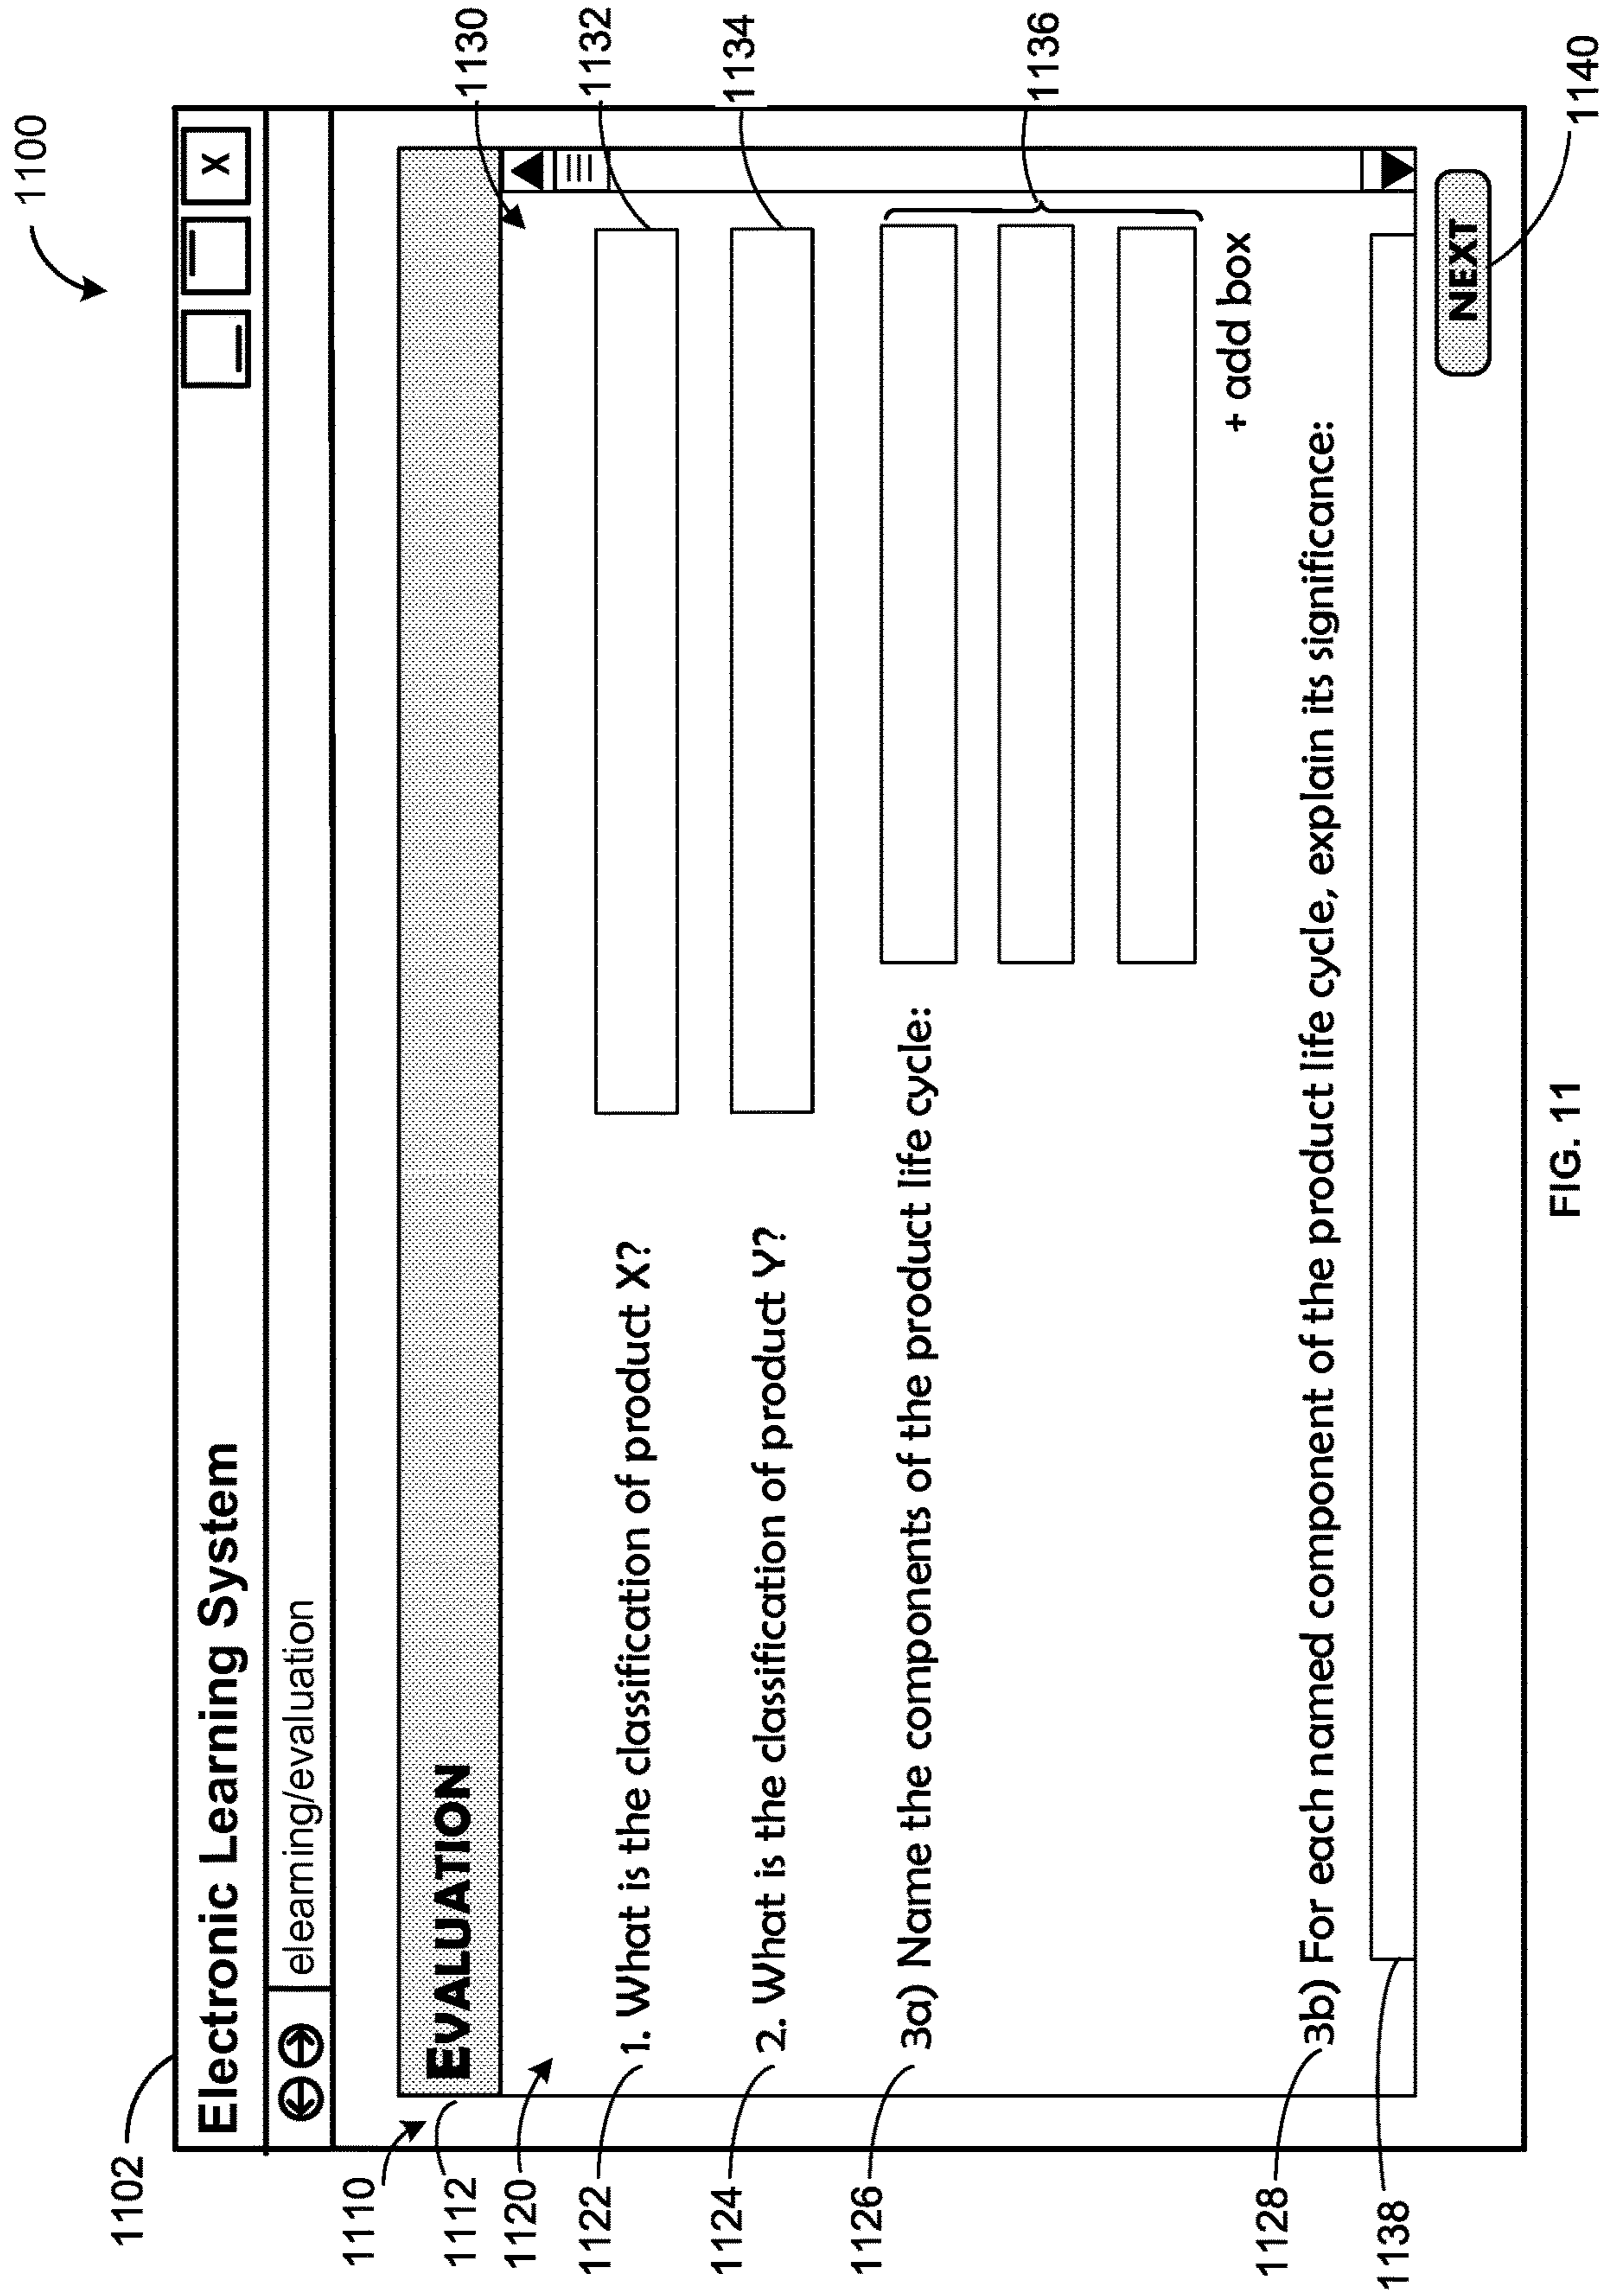 1100
1102
Electronic Learning System
X
elearning/evaluation
1110
1112
EVALUATION
1120
1130
1122
1. What is the classification of product X?
1132
1124
2. What is the classification of product Y?
1134
1126
3a) Name the components of the product life cycle:
1136
+ add box
1128
3b) For each named component of the product life cycle, explain its significance:
1138
NEXT
1140
FIG. 11